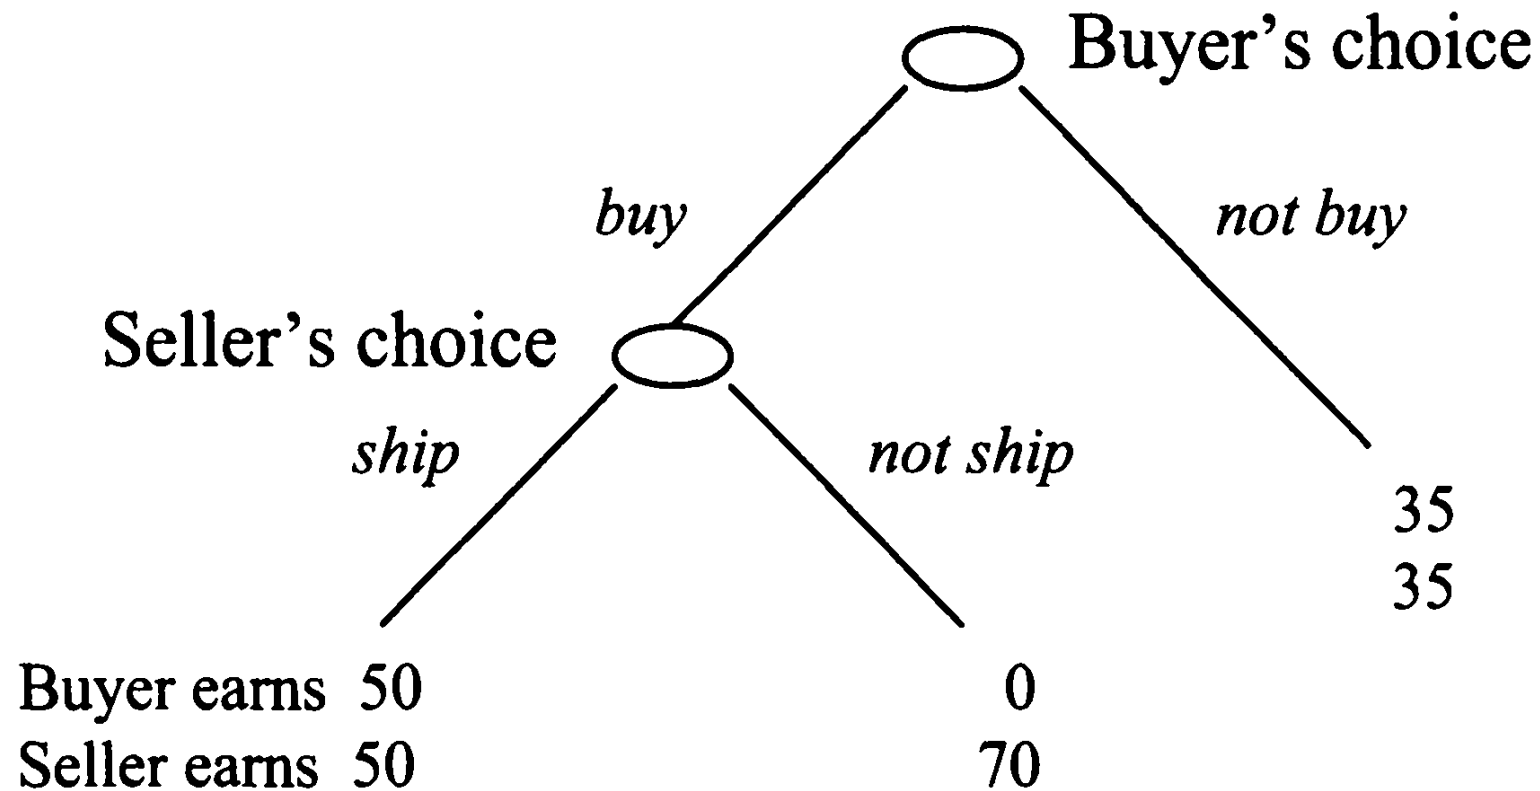 Buyer's choice
buy
not buy
Seller's choice
ship
not ship
35
35
Buyer earns 50
0
Seller earns 50
70